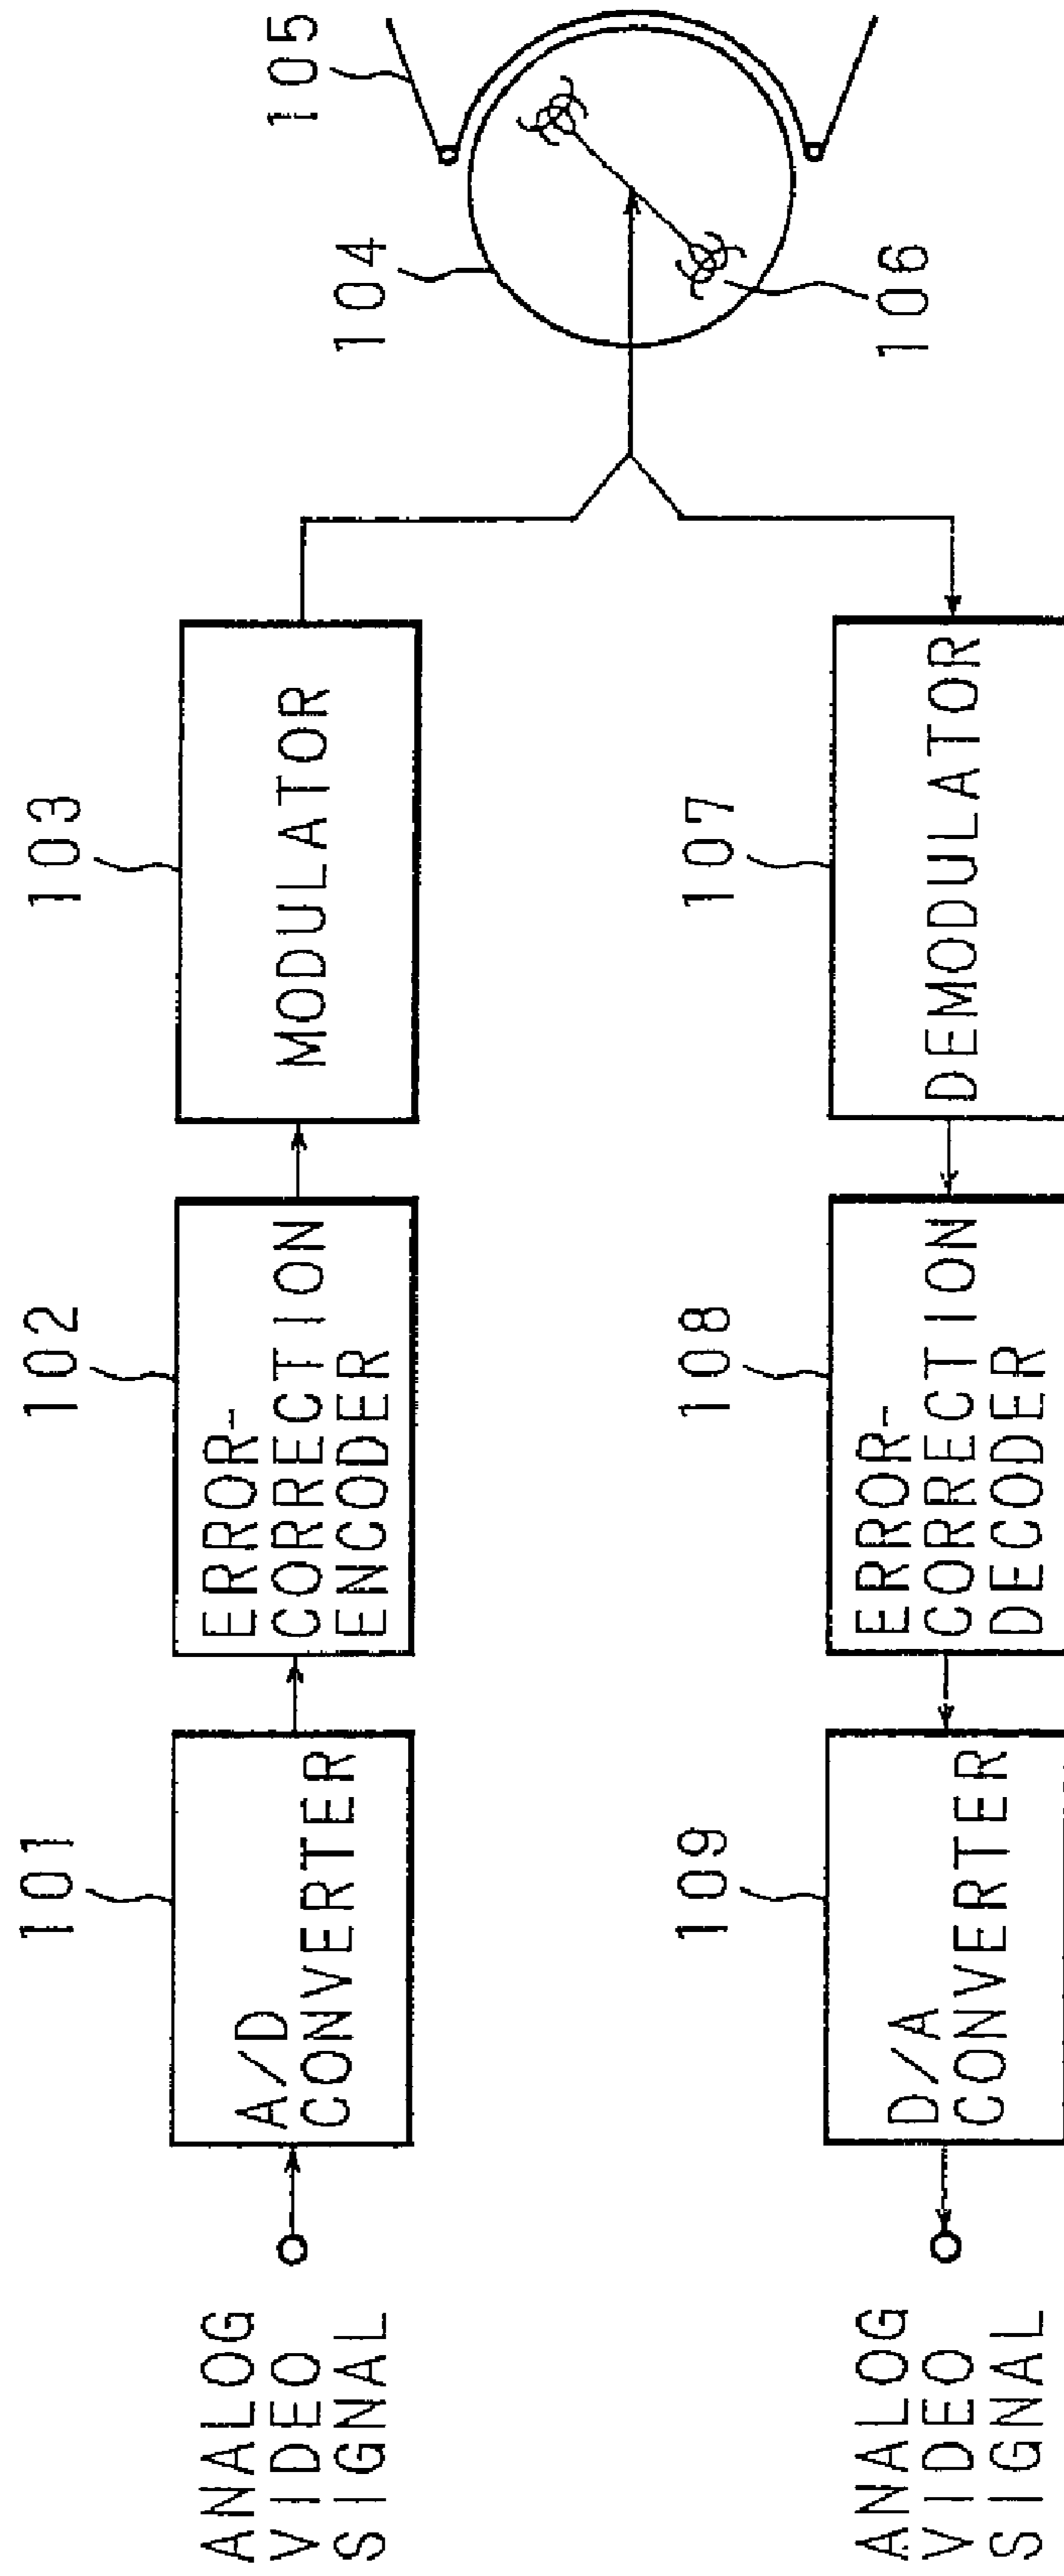 101
102
103
104
105
ANALOG
VIDEO
SIGNAL
A/D
CONVERTER
ERROR-
CORRECTION
ENCODER
MODULATOR
106
109
108
107
ANALOG
VIDEO
SIGNAL
D/A
CONVERTER
ERROR-
CORRECTION
DECODER
DEMODULATOR